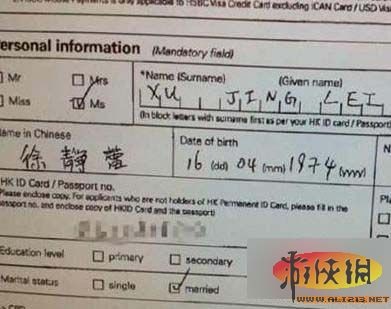 only applicable to HSBC Visa Credit Card excluding iCAN Card / USD Visa
Personal information (Mandatory field)
Mr Mrs
Miss Ms
*Name (Surname) (Given name)
XU JING LEI
(In block letters with surname first as per your HK ID card / Passport)
Name in Chinese
徐静蕾
Date of birth
16 (dd) 04 (mm) 1974 (yyyy)
HK ID Card / Passport no.
Please enclose copy. For applicants who are not holders of HK Permanent ID Card, please fill in the
passport no. and enclose copy of HKID Card and the passport)
Education level primary secondary
Marital status single married
游侠网
WWW.ALI213.NET